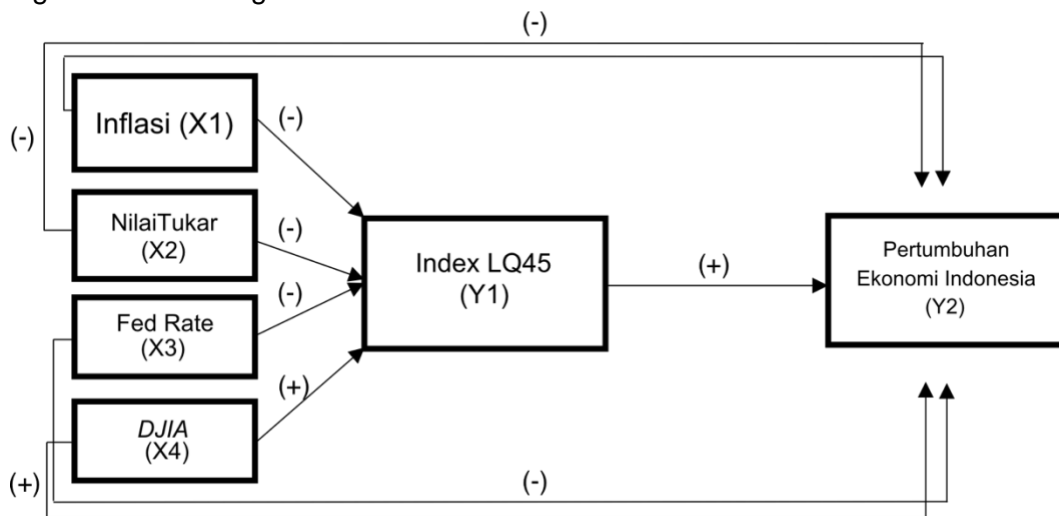 (-)
Inflasi (X1)
(-)
(-)
NilaiTukar
(X2)
(-)
Index LQ45
(Y1)
(+)
Pertumbuhan
Ekonomi Indonesia
(Y2)
(-)
Fed Rate
(X3)
(+)
DJIA
(X4)
(+)
(-)